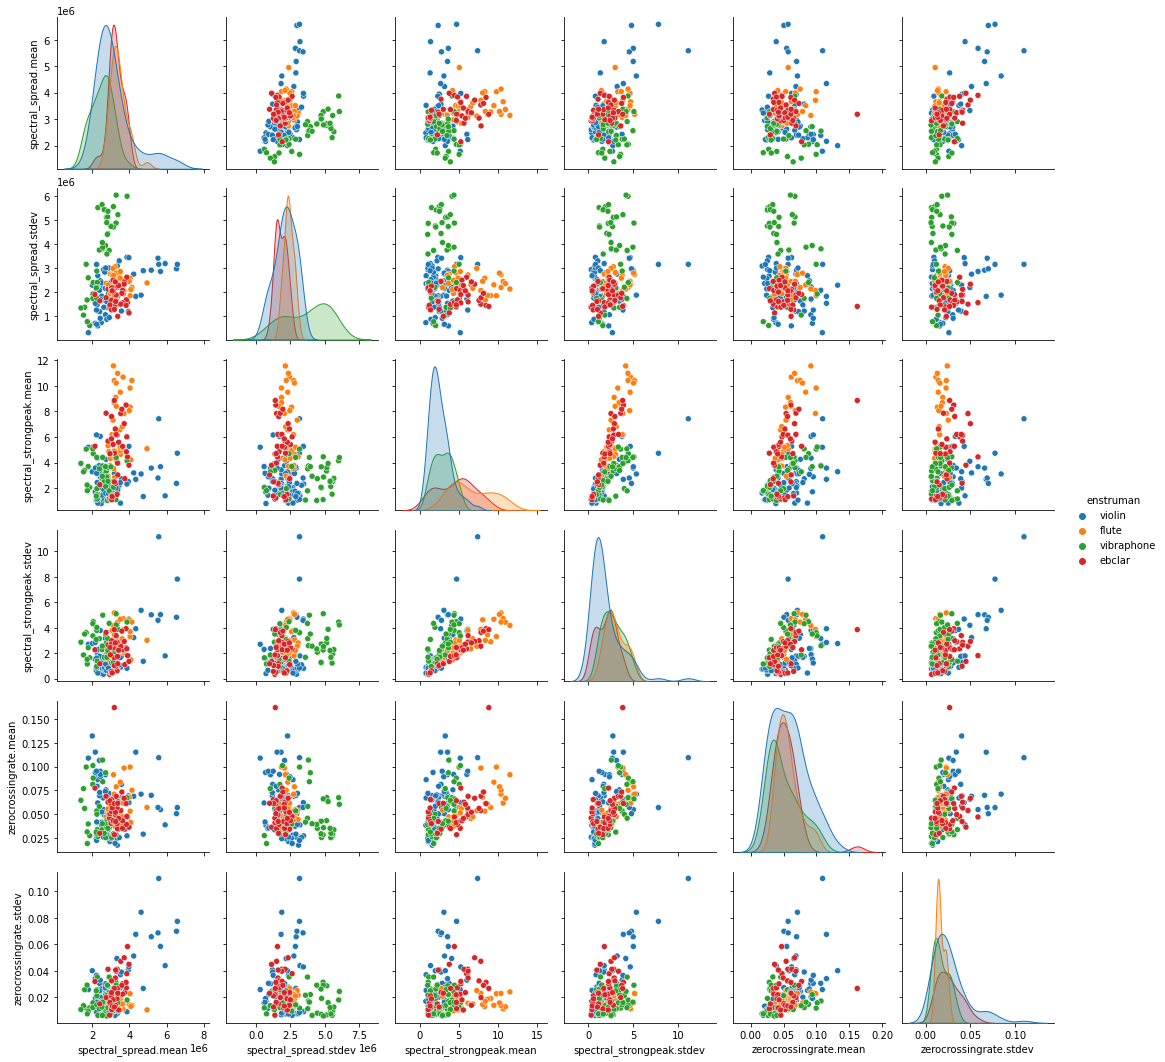 1e6
spectral_spread.mean
6
5
4
3
2
1e6
spectral_spread.stdev
6
5
4
3
2
1
spectral_strongpeak.mean
12
10
8
6
4
2
enstruman
violin
flute
vibraphone
ebclar
spectral_strongpeak.stdev
10
8
6
4
2
0
zerocrossingrate.mean
0.150
0.125
0.100
0.075
0.050
0.025
zerocrossingrate.stdev
0.10
0.08
0.06
0.04
0.02
2 4 6 8
0.0 2.5 5.0 7.5
0 5 10 15
0 5 10
0.00 0.05 0.10 0.15 0.20
0.00 0.05 0.10
spectral_spread.mean 1e6
spectral_spread.stdev 1e6
spectral_strongpeak.mean
spectral_strongpeak.stdev
zerocrossingrate.mean
zerocrossingrate.stdev